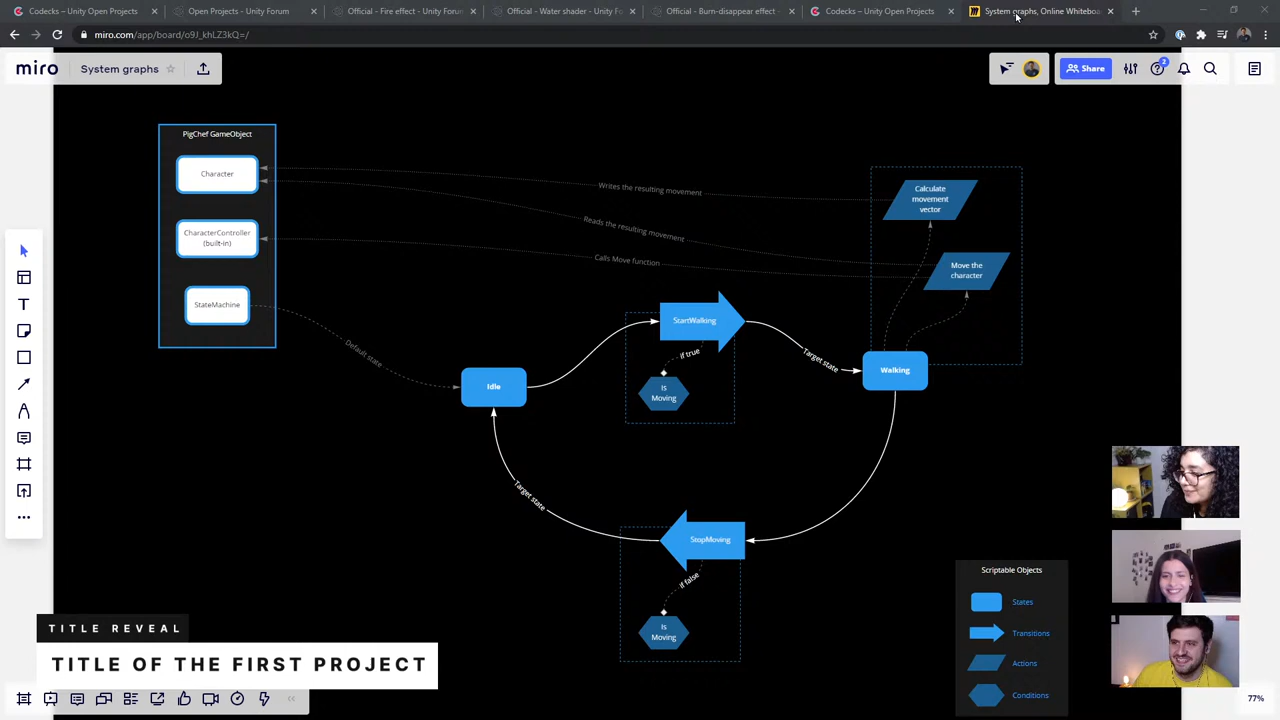 Codecks – Unity Open Projects
Open Projects - Unity Forum
Official - Fire effect - Unity Forum
Official - Water shader - Unity Fo
Official - Burn-disappear effect -
Codecks – Unity Open Projects
System graphs, Online Whiteboa
miro.com/app/board/o9J_khLZ3kQ=/
miro
System graphs
Share
2
PigChef GameObject
Character
CharacterController
(built-in)
StateMachine
Writes the resulting movement
Reads the resulting movement
Calls Move function
Calculate
movement
vector
Move the
character
Default state
StartWalking
if true
Is
Moving
Target state
Idle
Walking
Target state
StopMoving
if false
Is
Moving
Scriptable Objects
States
Transitions
Actions
Conditions
TITLE REVEAL
TITLE OF THE FIRST PROJECT
77%